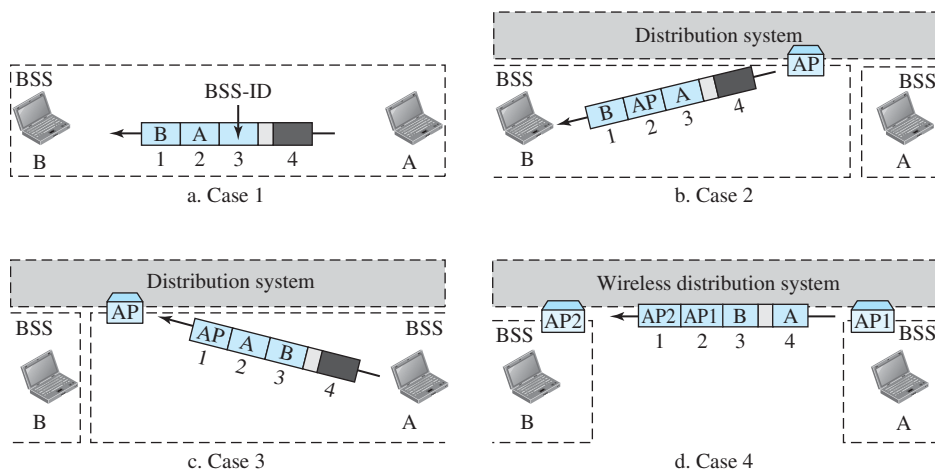 BSS
BSS-ID
B A
1 2 3 4
B
A
a. Case 1
Distribution system
AP
BSS
BSS
B AP A
1 2 3 4
B
A
b. Case 2
Distribution system
AP
BSS
BSS
AP A B
1 2 3 4
B
A
c. Case 3
Wireless distribution system
AP2
AP1
BSS
BSS
AP2 AP1 B A
1 2 3 4
B
A
d. Case 4